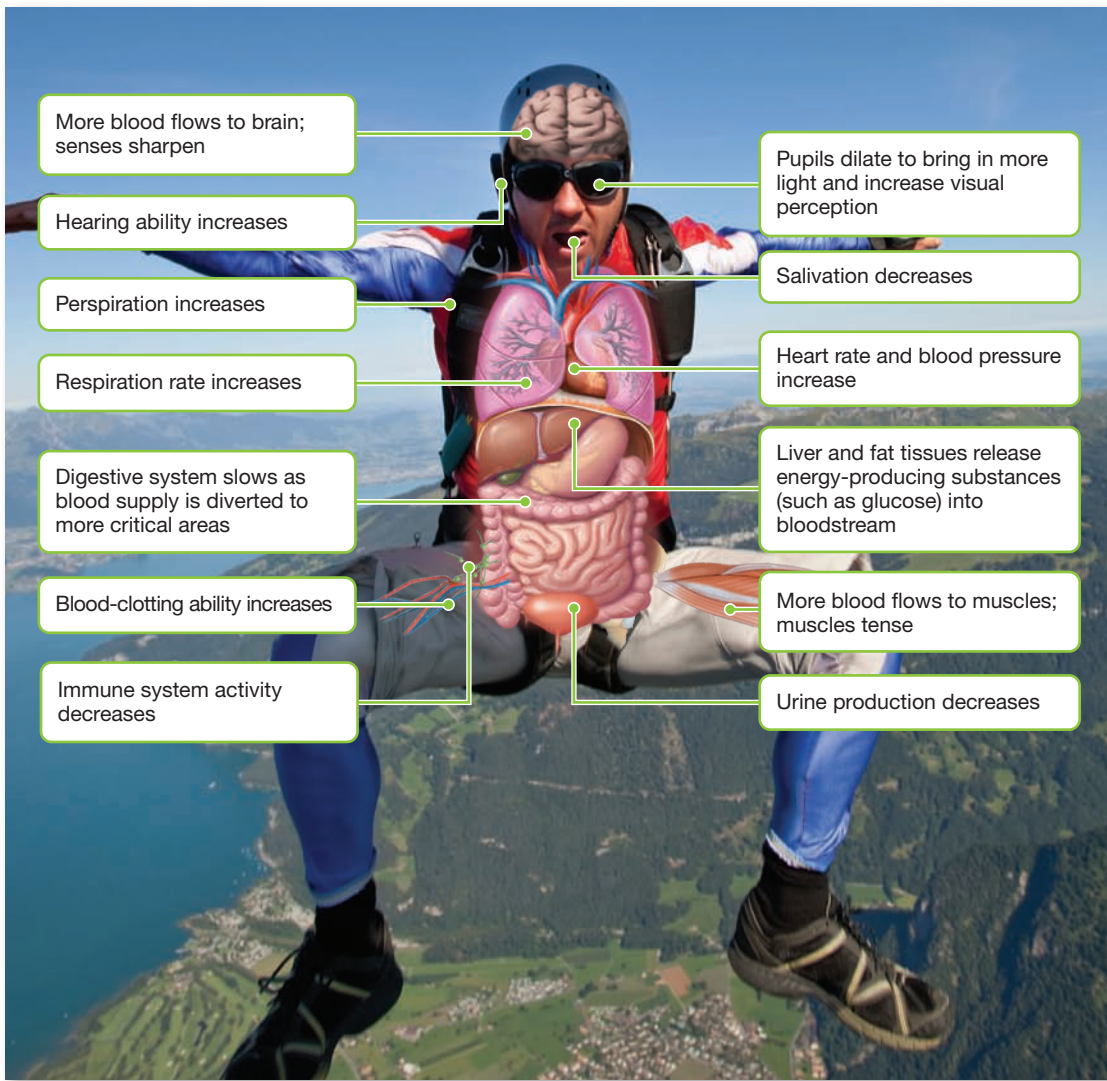 More blood flows to brain;
senses sharpen
Hearing ability increases
Perspiration increases
Respiration rate increases
Digestive system slows as
blood supply is diverted to
more critical areas
Blood-clotting ability increases
Immune system activity
decreases
Pupils dilate to bring in more
light and increase visual
perception
Salivation decreases
Heart rate and blood pressure
increase
Liver and fat tissues release
energy-producing substances
(such as glucose) into
bloodstream
More blood flows to muscles;
muscles tense
Urine production decreases